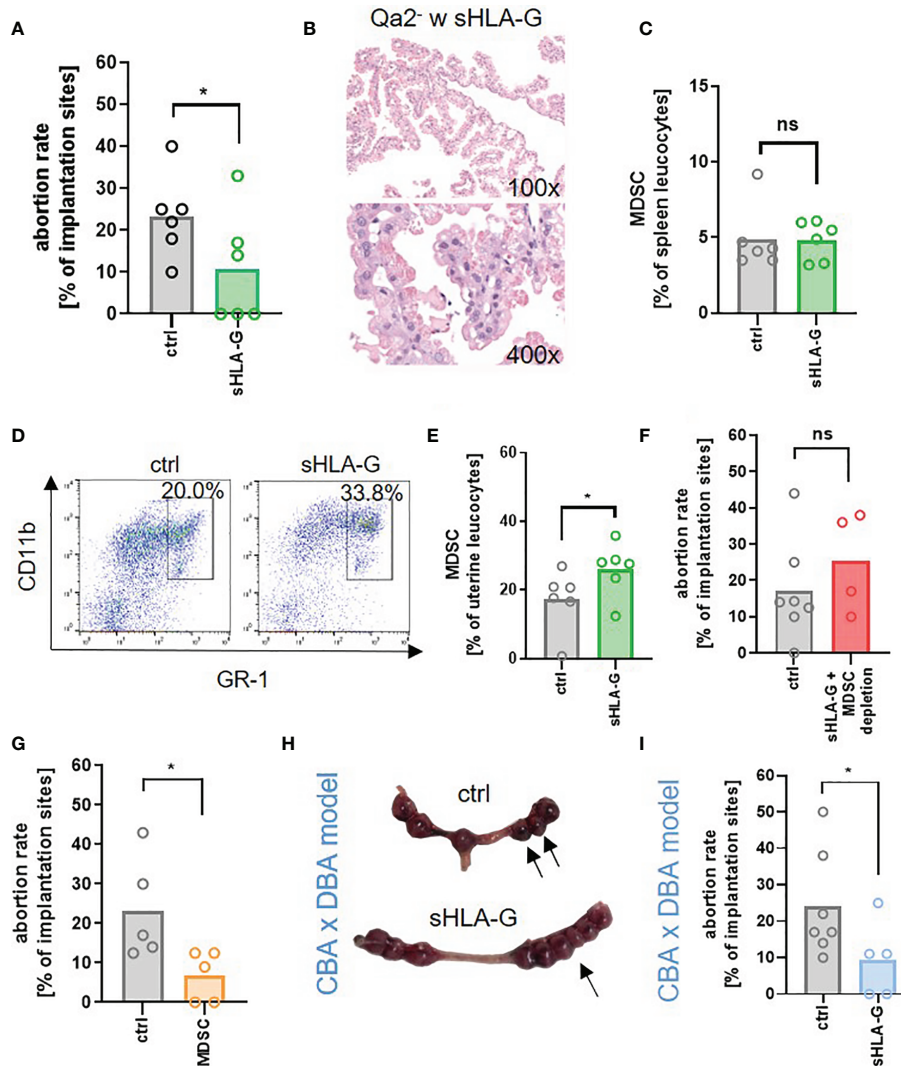 A
abortion rate
[% of implantation sites]
60
50
40
30
20
10
0
*
ctrl
sHLA-G
B
Qa2⁻ w sHLA-G
100x
400x
C
MDSC
[% of spleen leucocytes]
15
10
5
0
ns
ctrl
sHLA-G
D
ctrl
sHLA-G
20.0%
33.8%
CD11b
GR-1
E
MDSC
[% of uterine leucocytes]
60
40
20
0
*
ctrl
sHLA-G
F
abortion rate
[% of implantation sites]
60
50
40
30
20
10
0
ns
ctrl
sHLA-G +
MDSC
depletion
G
abortion rate
[% of implantation sites]
60
50
40
30
20
10
0
*
ctrl
MDSC
H
CBA x DBA model
ctrl
sHLA-G
I
CBA x DBA model
abortion rate
[% of implantation sites]
60
50
40
30
20
10
0
*
ctrl
sHLA-G